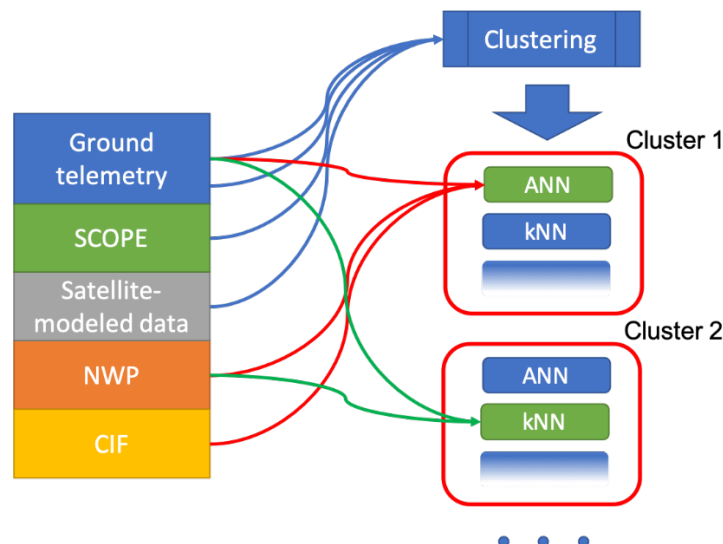 Clustering
Ground
telemetry
SCOPE
Satellite-
modeled data
NWP
CIF
Cluster 1
ANN
kNN
Cluster 2
ANN
kNN